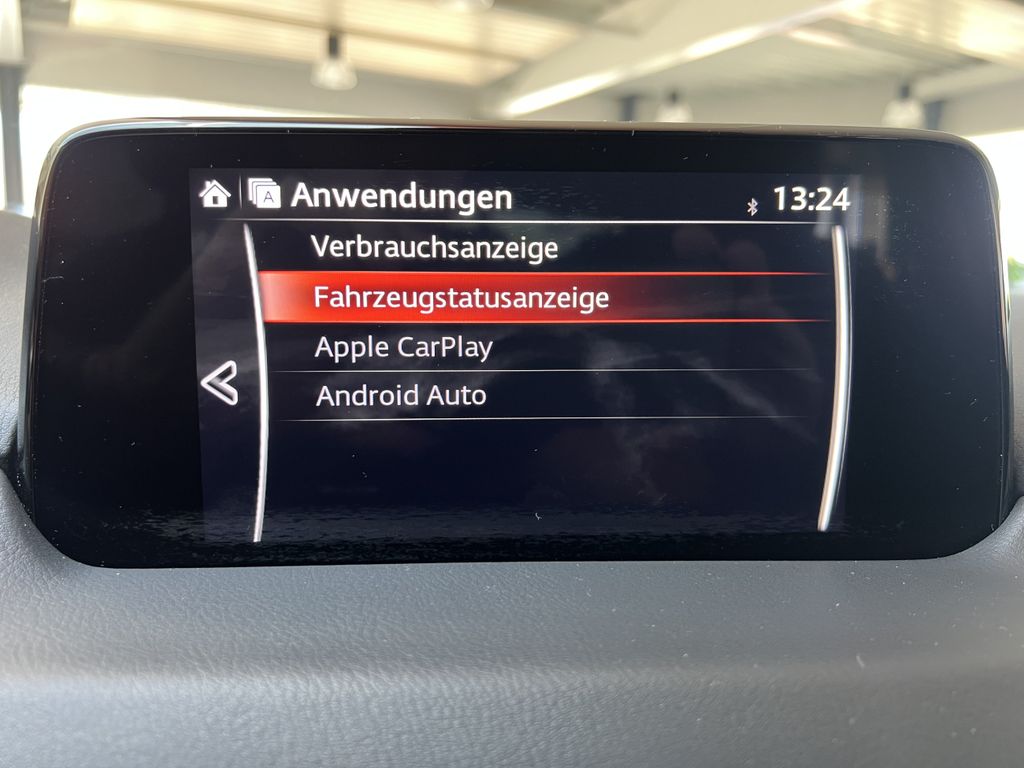 A Anwendungen 13:24
Verbrauchsanzeige
Fahrzeugstatusanzeige
Apple CarPlay
Android Auto